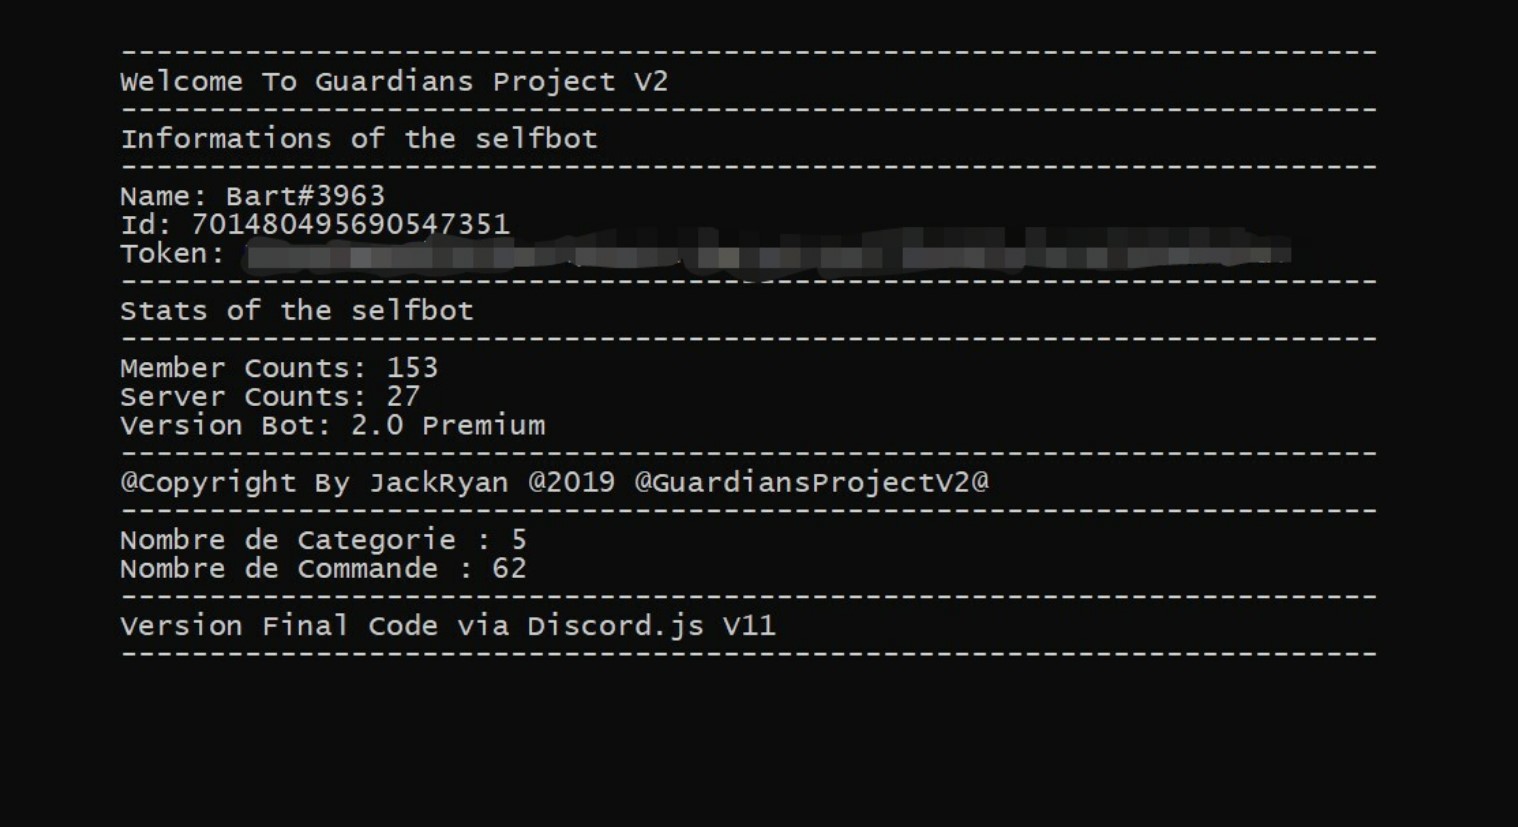 ----------------------------------------------------------------------
Welcome To Guardians Project V2
----------------------------------------------------------------------
Informations of the selfbot
----------------------------------------------------------------------
Name: Bart#3963
Id: 701480495690547351
Token:
----------------------------------------------------------------------
Stats of the selfbot
----------------------------------------------------------------------
Member Counts: 153
Server Counts: 27
Version Bot: 2.0 Premium
----------------------------------------------------------------------
@Copyright By JackRyan @2019 @GuardiansProjectV2@
----------------------------------------------------------------------
Nombre de Categorie : 5
Nombre de Commande : 62
----------------------------------------------------------------------
Version Final Code via Discord.js V11
----------------------------------------------------------------------